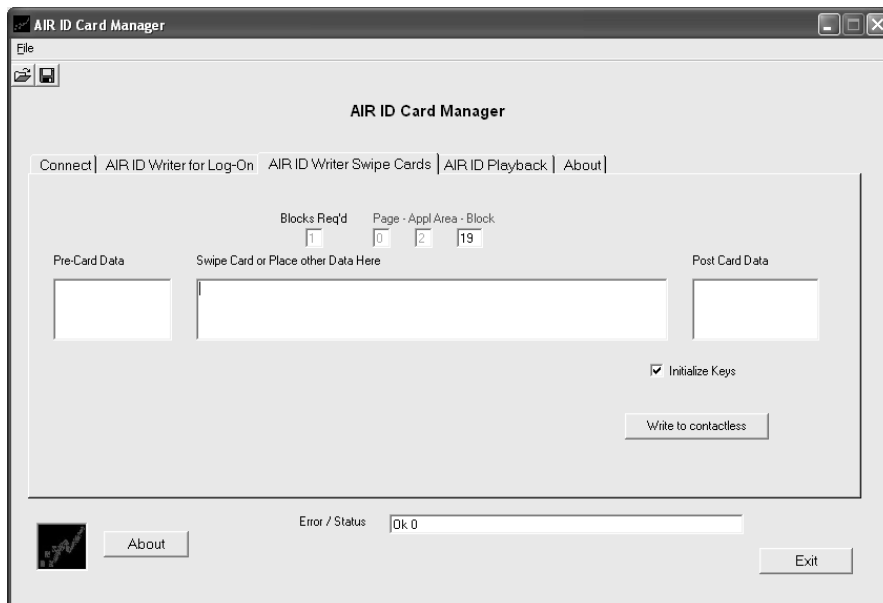 AIR ID Card Manager
File
AIR ID Card Manager
Connect AIR ID Writer for Log-On AIR ID Writer Swipe Cards AIR ID Playback About
Blocks Req'd Page - Appl Area - Block
1 0 2 19
Pre-Card Data Swipe Card or Place other Data Here Post Card Data
Initialize Keys
Write to contactless
Error / Status Ok 0
About
Exit